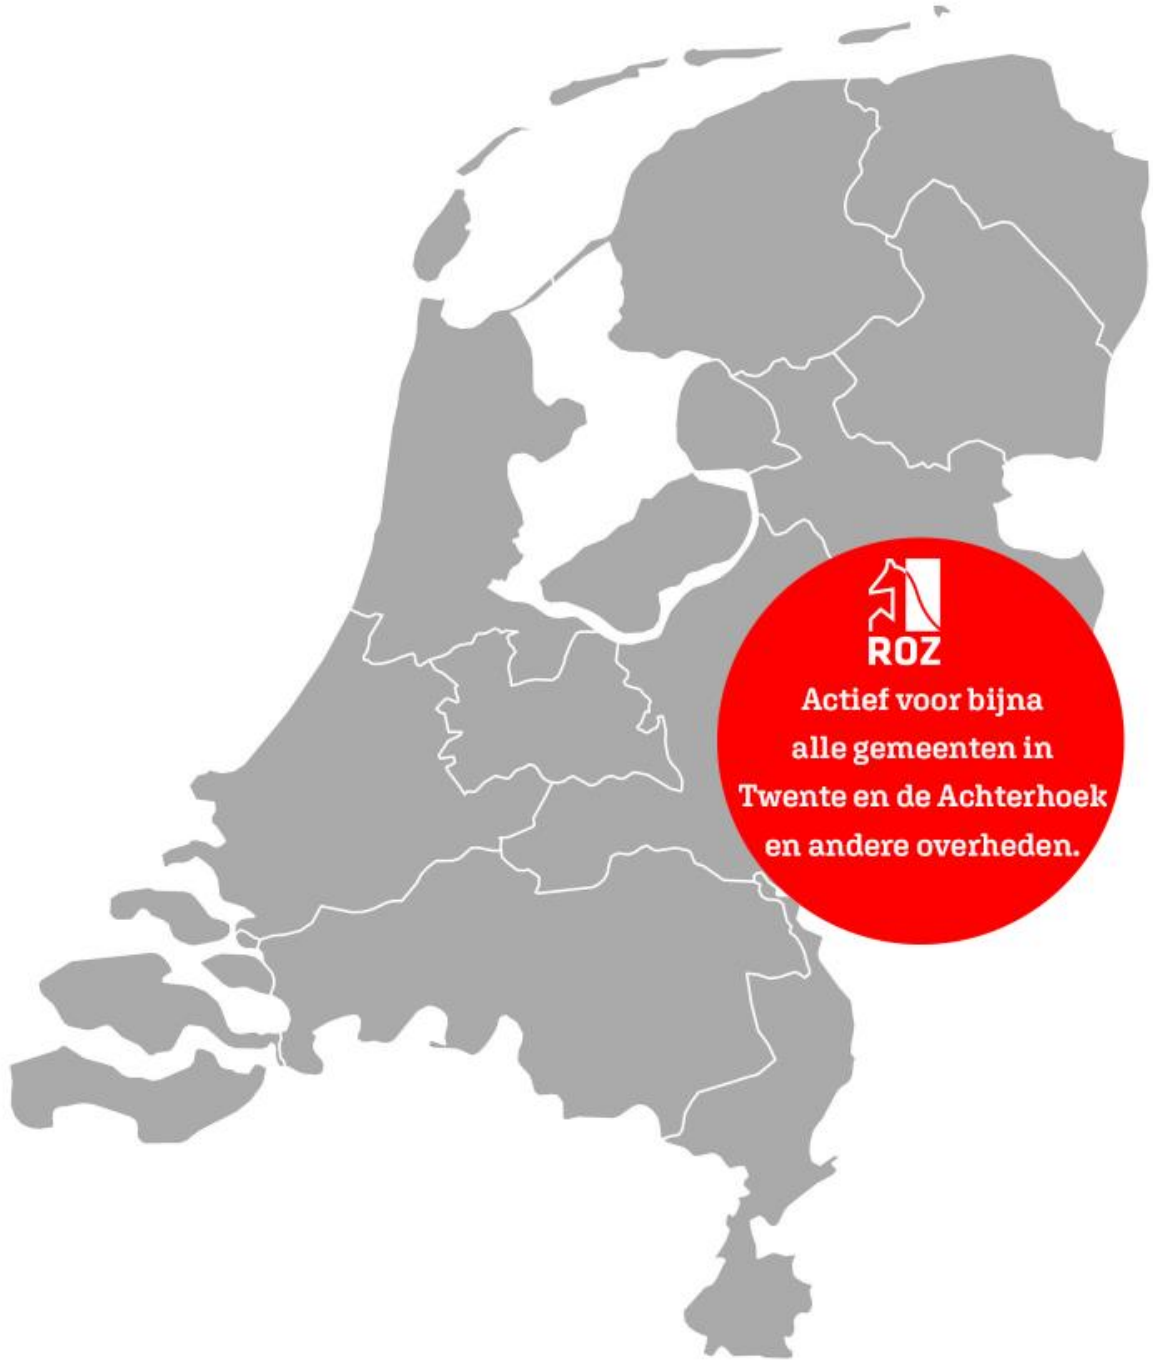 ROZ
Actief voor bijna
alle gemeenten in
Twente en de Achterhoek
en andere overheden.